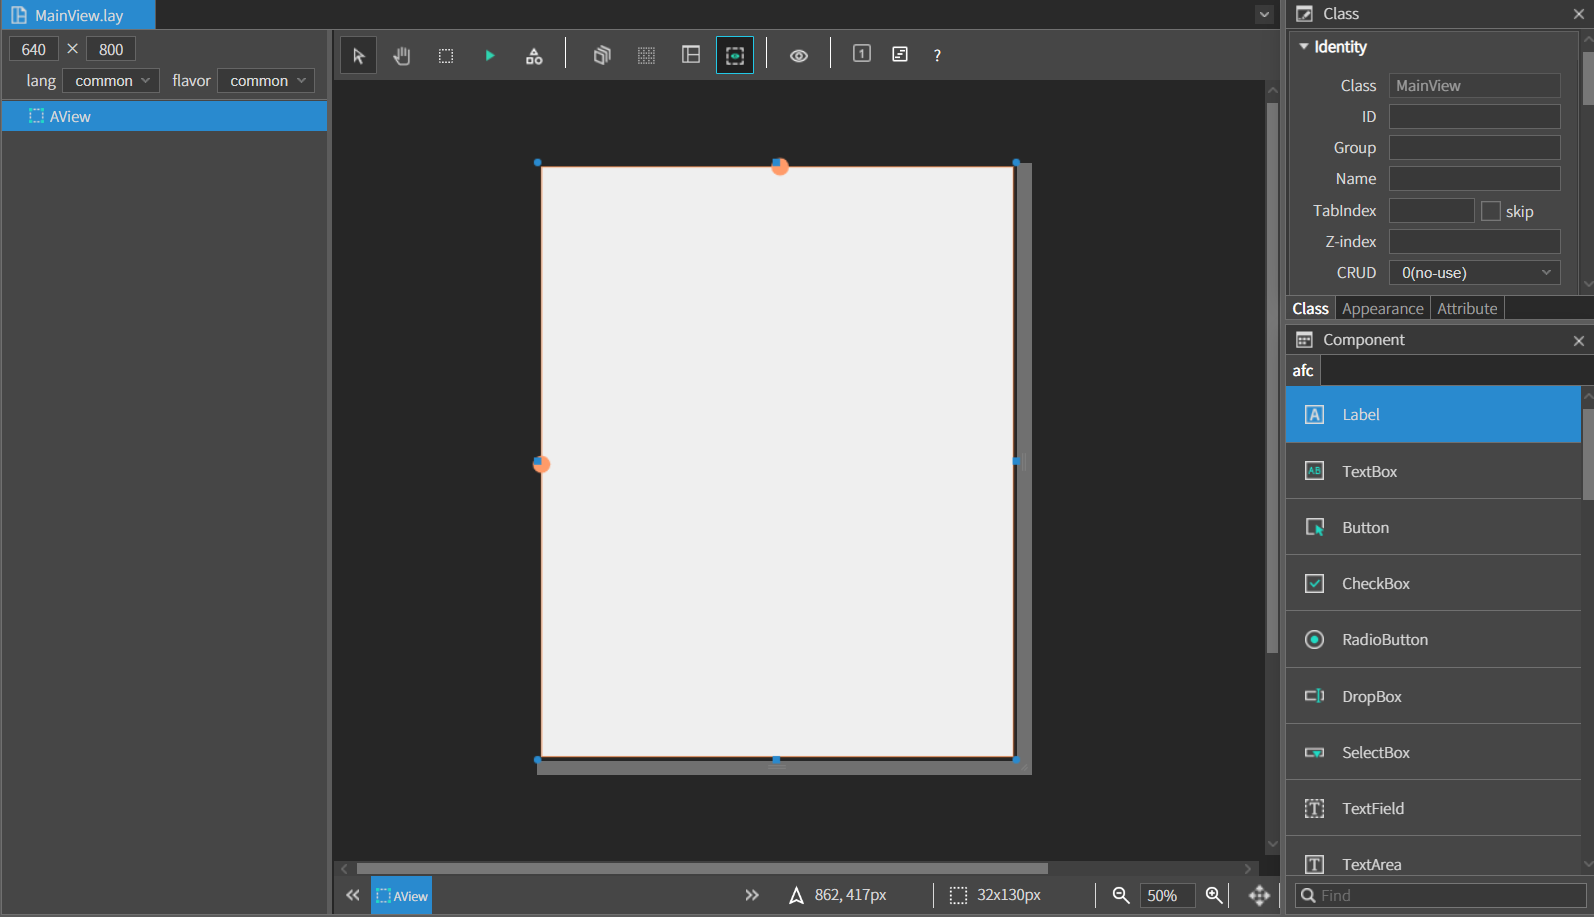 MainView.lay
640 × 800
lang common flavor common
AView
1 ?
Class
Identity
Class MainView
ID
Group
Name
TabIndex skip
Z-index
CRUD 0(no-use)
Class Appearance Attribute
Component
afc
A Label
AB TextBox
Button
CheckBox
RadioButton
DropBox
SelectBox
T TextField
T TextArea
Find
AView 862, 417px 32x130px 50%